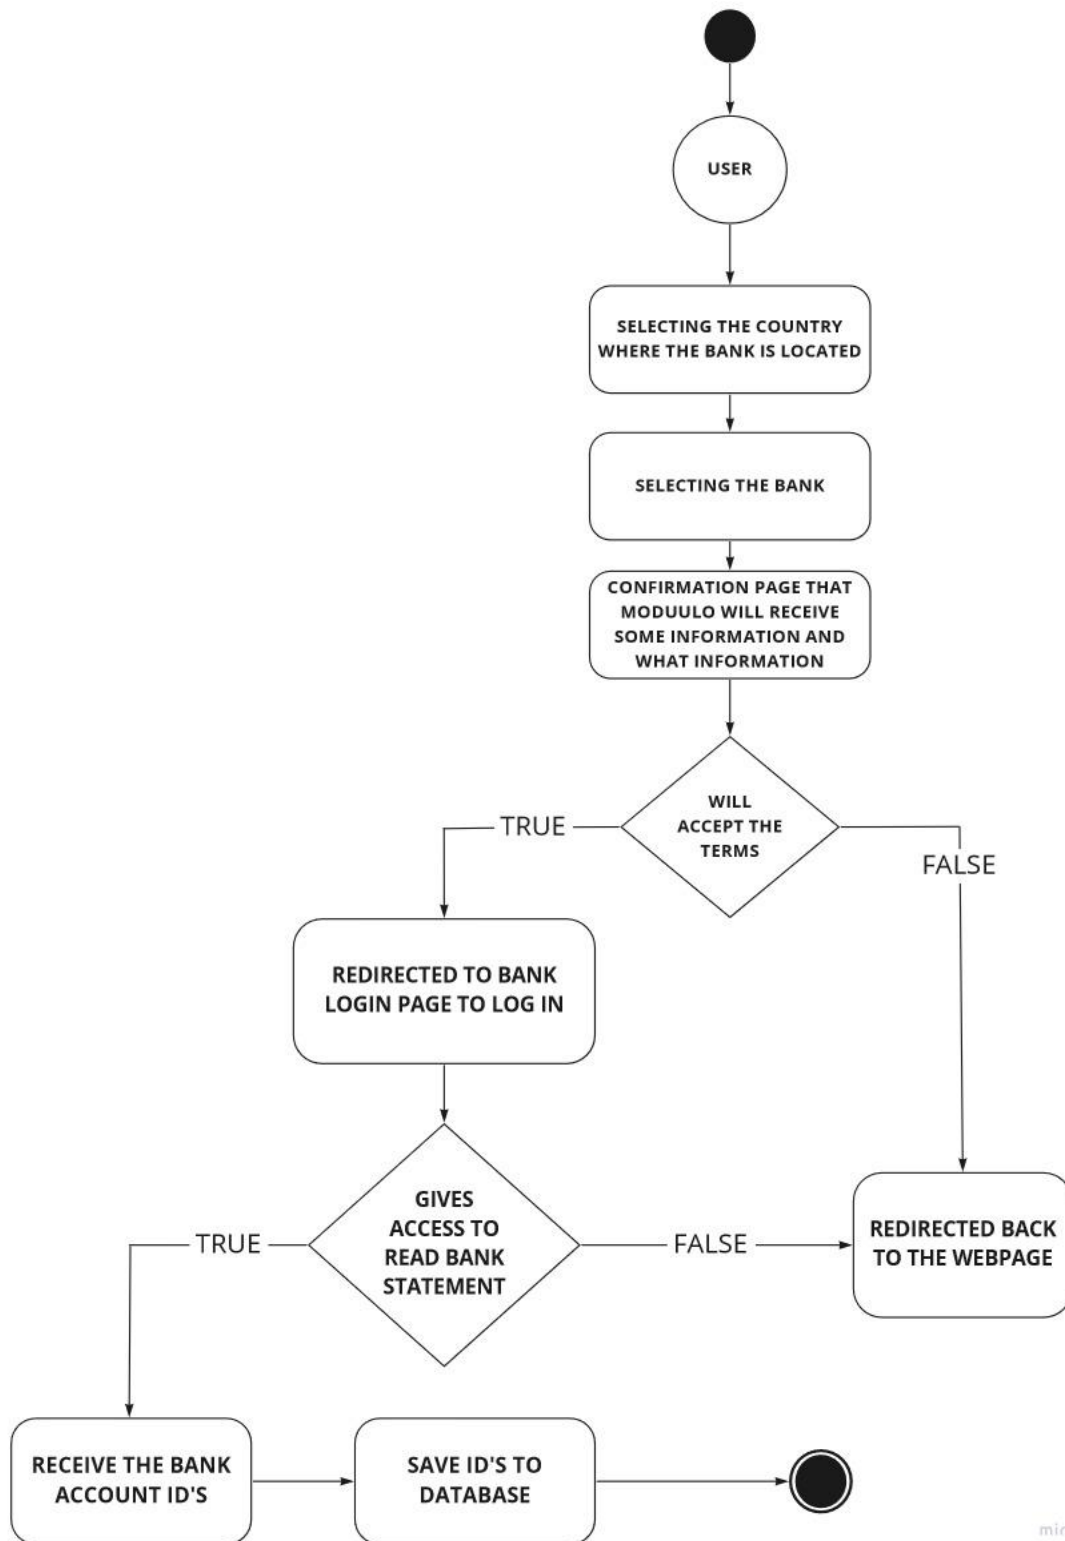 USER
SELECTING THE COUNTRY
WHERE THE BANK IS LOCATED
SELECTING THE BANK
CONFIRMATION PAGE THAT
MODUULO WILL RECEIVE
SOME INFORMATION AND
WHAT INFORMATION
WILL
ACCEPT THE
TERMS
TRUE
FALSE
REDIRECTED TO BANK
LOGIN PAGE TO LOG IN
GIVES
ACCESS TO
READ BANK
STATEMENT
TRUE
FALSE
REDIRECTED BACK
TO THE WEBPAGE
RECEIVE THE BANK
ACCOUNT ID'S
SAVE ID'S TO
DATABASE